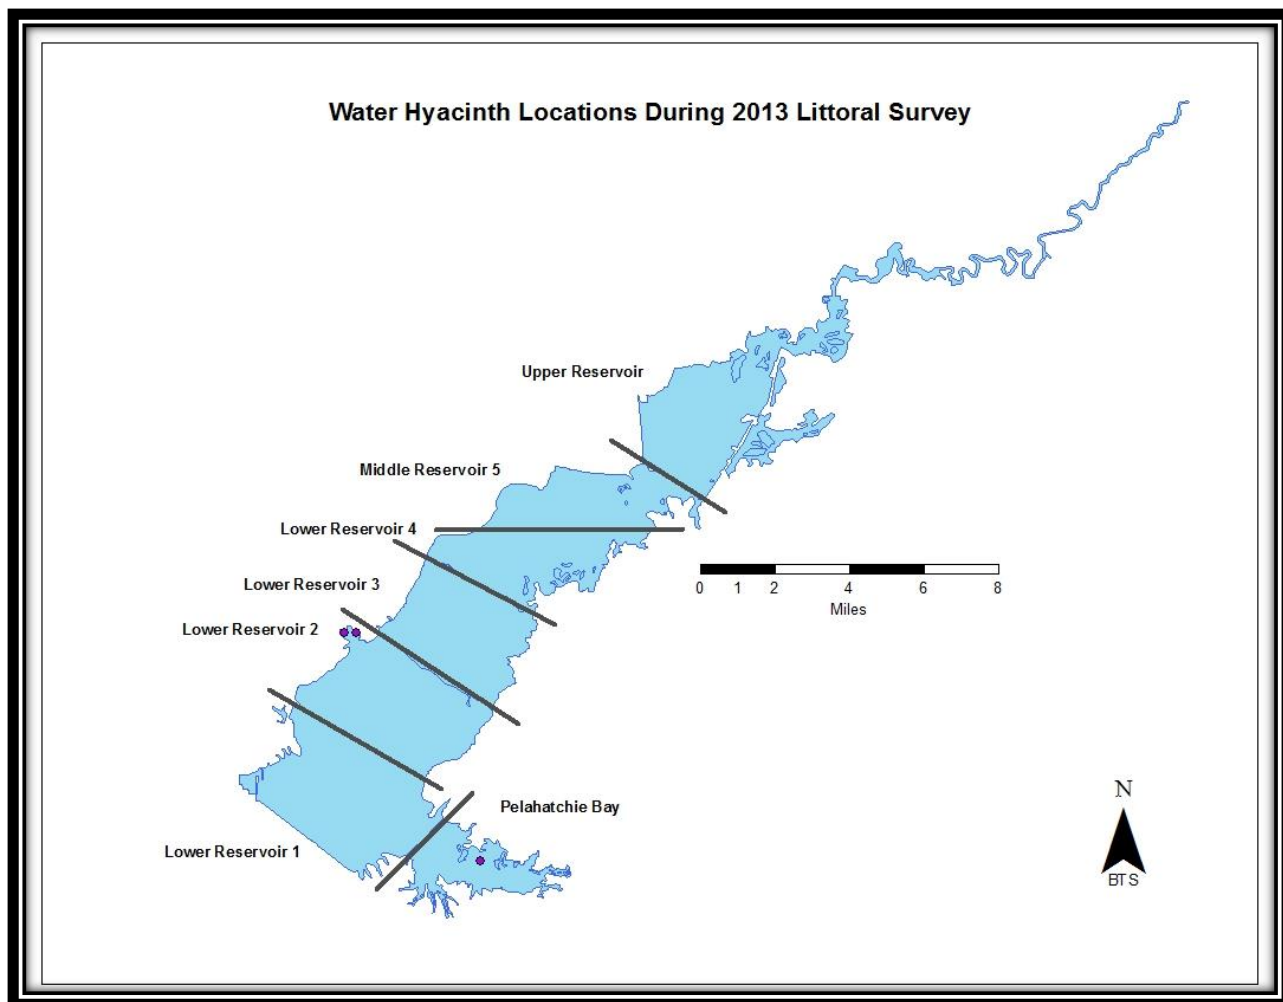 Water Hyacinth Locations During 2013 Littoral Survey
Upper Reservoir
Middle Reservoir 5
Lower Reservoir 4
Lower Reservoir 3
Lower Reservoir 2
0 1 2 4 6 8
Miles
Pelahatchie Bay
Lower Reservoir 1
N
BTS